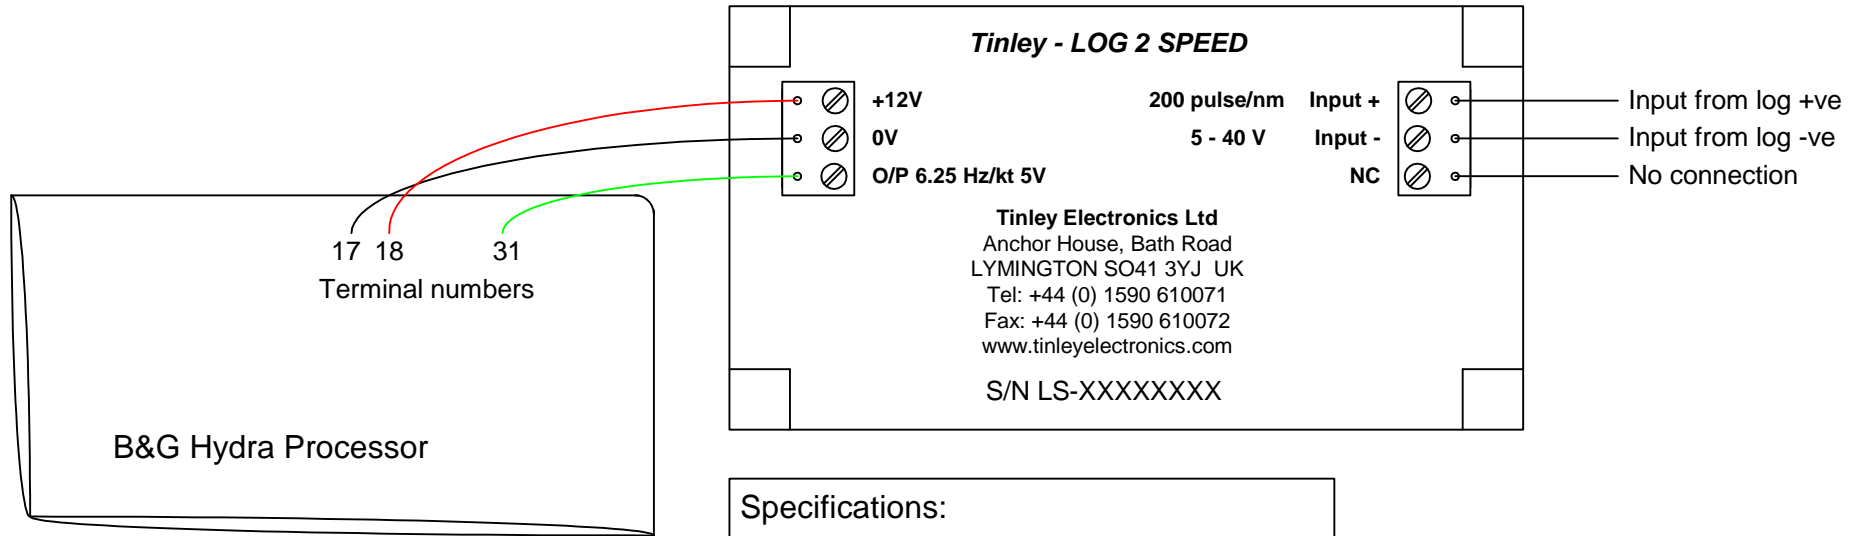 Tinley - LOG 2 SPEED
+12V
0V
O/P 6.25 Hz/kt 5V
200 pulse/nm Input +
5 - 40 V Input -
NC
Input from log +ve
Input from log -ve
No connection
Tinley Electronics Ltd
Anchor House, Bath Road
LYMINGTON SO41 3YJ UK
Tel: +44 (0) 1590 610071
Fax: +44 (0) 1590 610072
www.tinleyelectronics.com
S/N LS-XXXXXXXX
17 18 31
Terminal numbers
B&G Hydra Processor
Specifications: